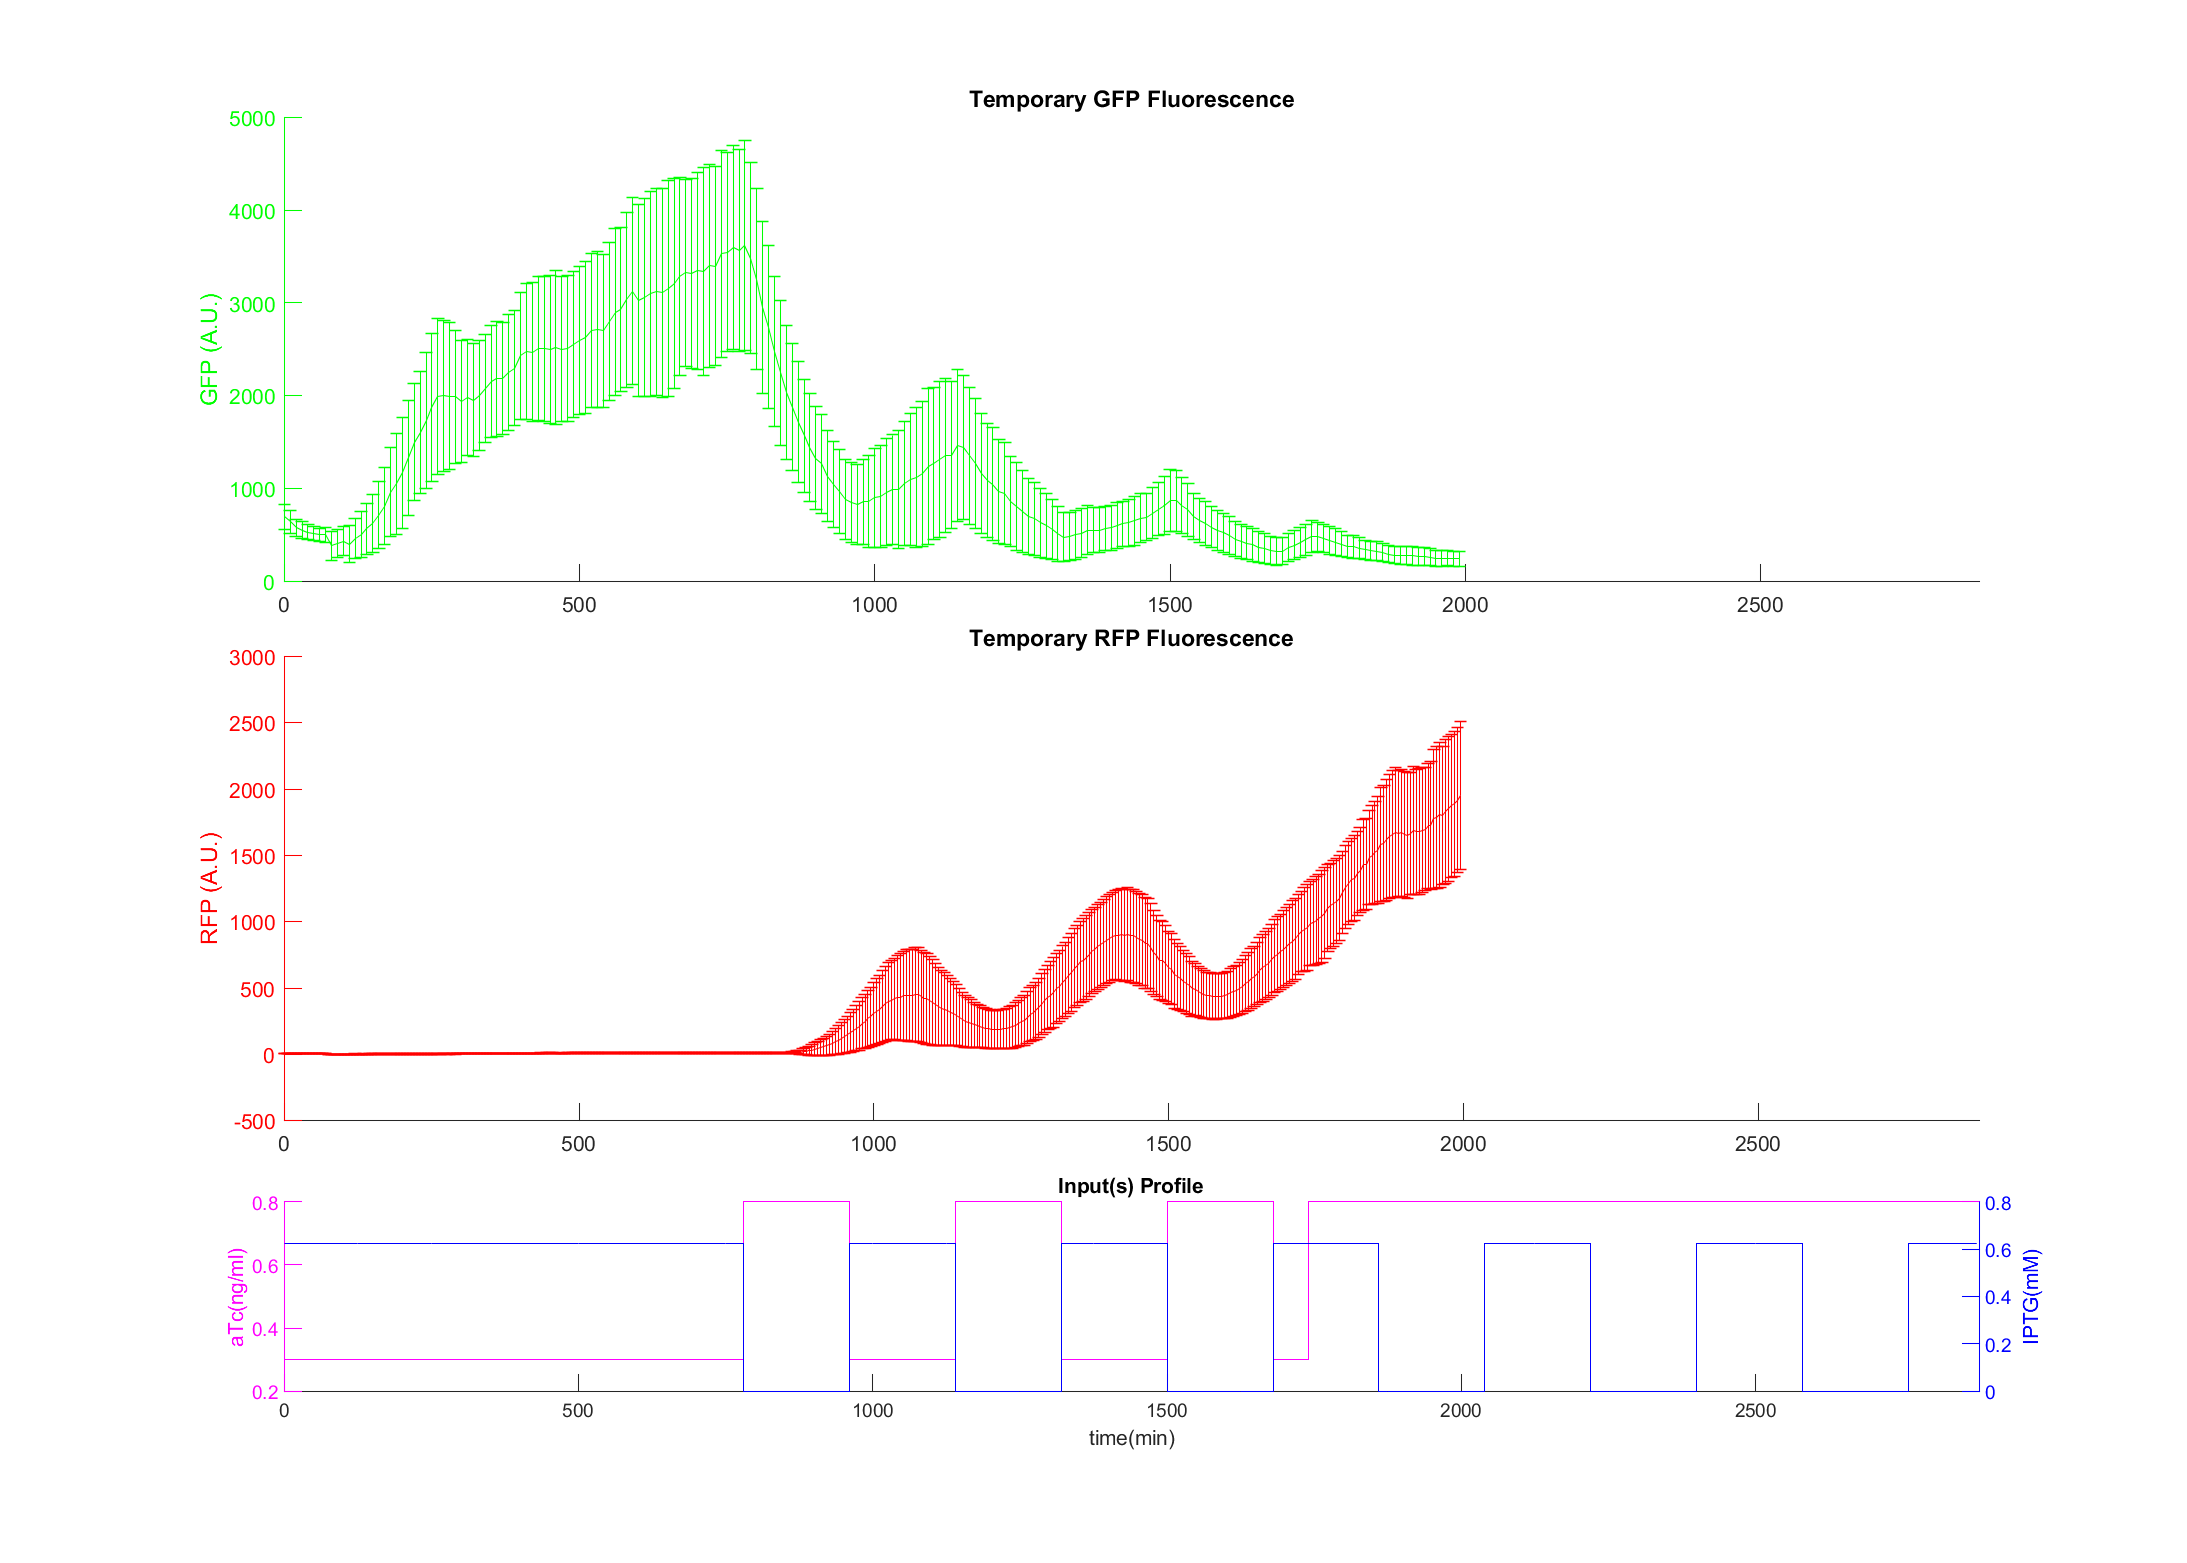 Temporary GFP Fluorescence
5000
4000
3000
2000
1000
0
GFP (A.U.)
0 500 1000 1500 2000 2500
Temporary RFP Fluorescence
3000
2500
2000
1500
1000
500
0
-500
RFP (A.U.)
0 500 1000 1500 2000 2500
Input(s) Profile
0.8
0.6
0.4
0.2
aTc(ng/ml)
0.8
0.6
0.4
0.2
0
IPTG(mM)
0 500 1000 1500 2000 2500
time(min)